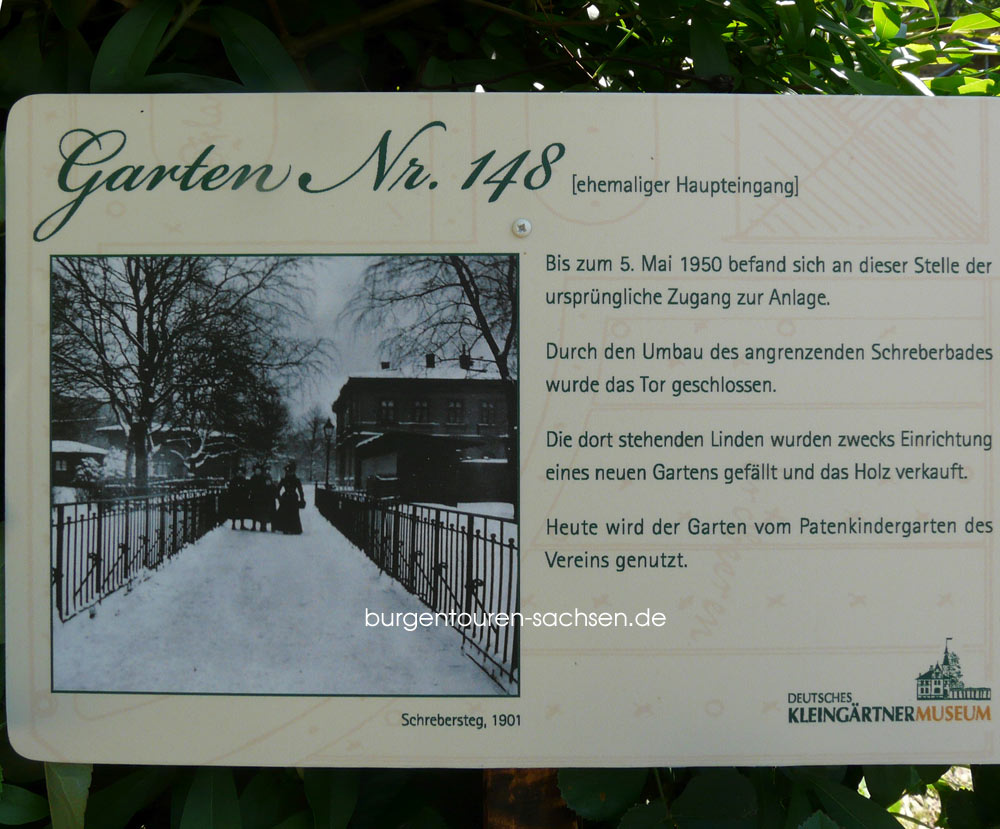 Garten Nr. 148 [ehemaliger Haupteingang]
Bis zum 5. Mai 1950 befand sich an dieser Stelle der
ursprüngliche Zugang zur Anlage.
Durch den Umbau des angrenzenden Schreberbades
wurde das Tor geschlossen.
Die dort stehenden Linden wurden zwecks Einrichtung
eines neuen Gartens gefällt und das Holz verkauft.
Heute wird der Garten vom Patenkindergarten des
Vereins genutzt.
burgentouren-sachsen.de
Schrebersteg, 1901
DEUTSCHES
KLEINGÄRTNERMUSEUM